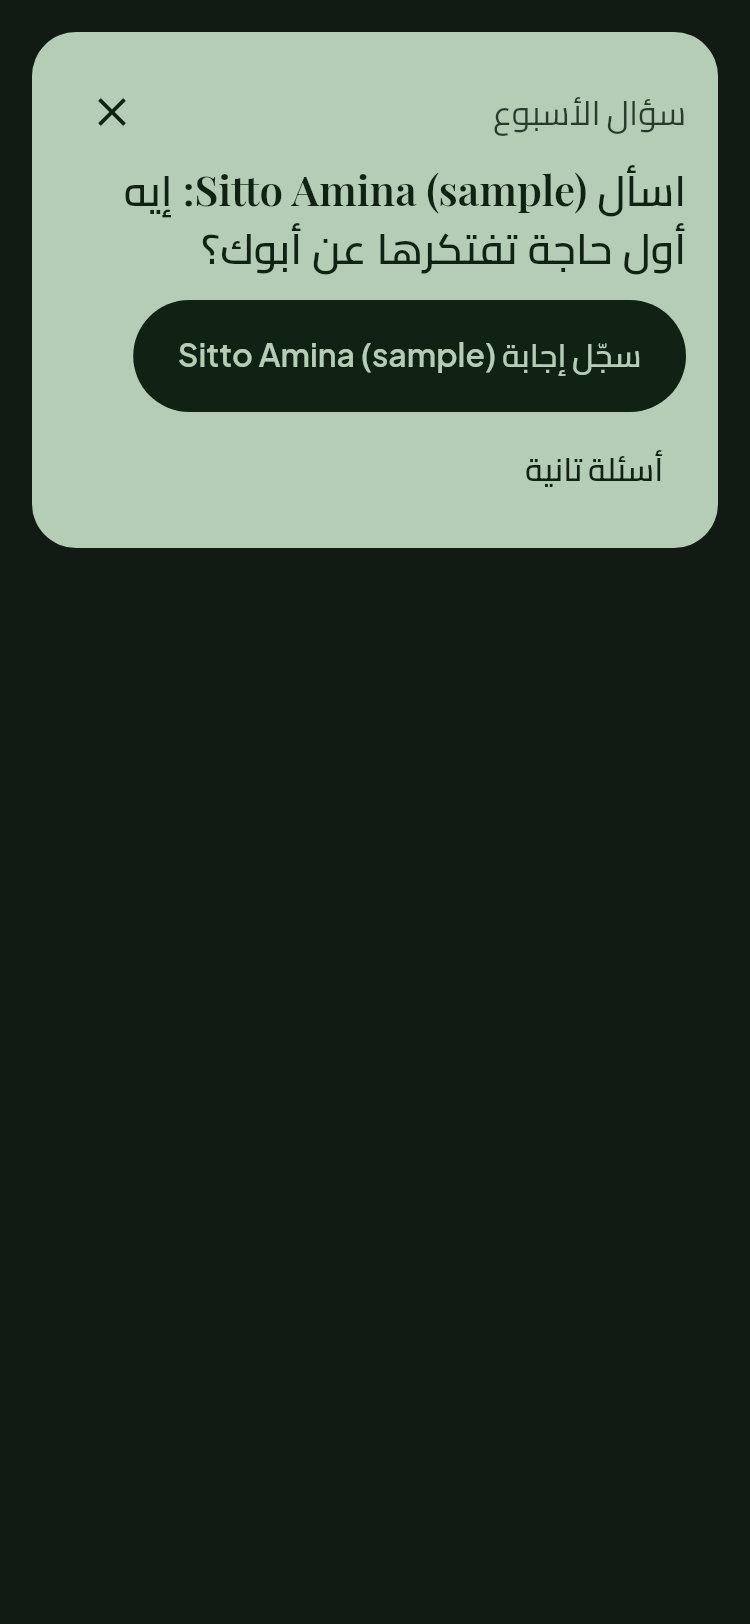 سؤال الأسبوع
اسأل Sitto Amina (sample): إيه
أول حاجة تفتكرها عن أبوك؟
سجّل إجابة Sitto Amina (sample)
أسئلة تانية